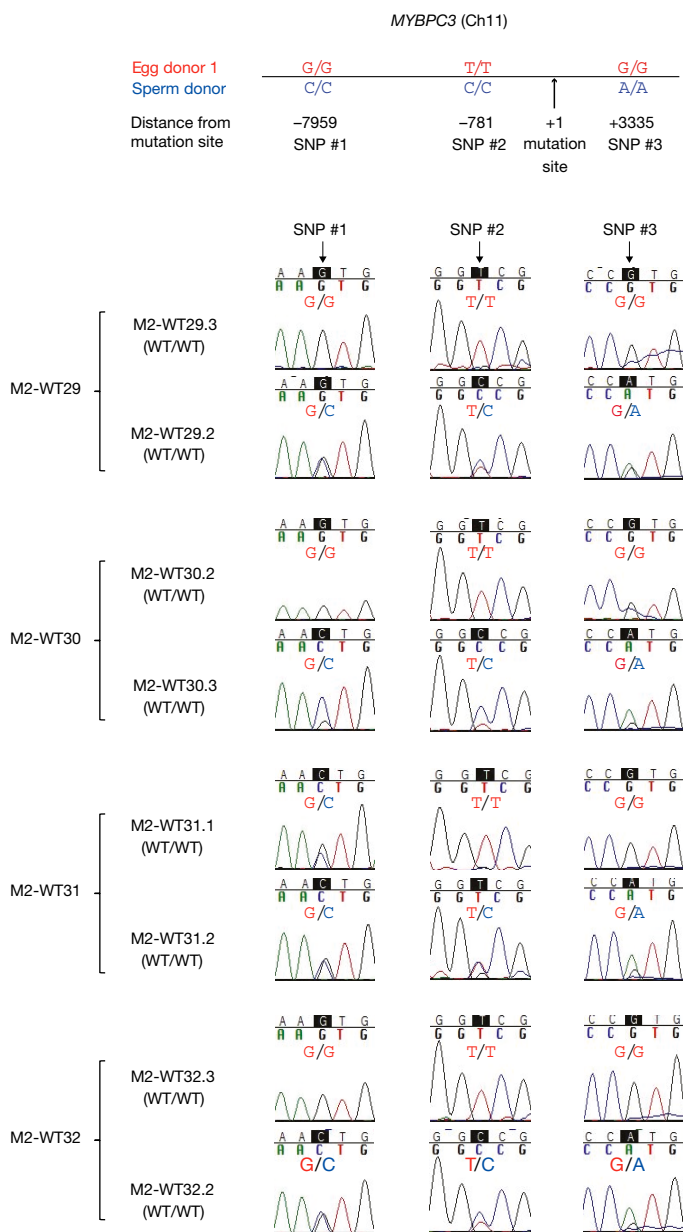 MYBPC3 (Ch11)
Egg donor 1 G/G T/T G/G
Sperm donor C/C C/C A/A
Distance from mutation site −7959 SNP #1 −781 SNP #2 +1 mutation site +3335 SNP #3
SNP #1 SNP #2 SNP #3
A A G T G G G T C G C C G T G
A A G T G G G T C G C C G T G
G/G T/T G/G
M2-WT29.3
(WT/WT)
M2-WT29
A A G T G G G C C G C C A T G
A A G T G G G C C G C C A T G
G/C T/C G/A
M2-WT29.2
(WT/WT)
A A G T G G G T C G C C G T G
A A G T G G G T C G C C G T G
G/G T/T G/G
M2-WT30.2
(WT/WT)
M2-WT30
A A C T G G G C C G C C A T G
A A C T G G G C C G C C A T G
G/C T/C G/A
M2-WT30.3
(WT/WT)
A A C T G G G T C G C C G T G
A A C T G G G T C G C C G T G
G/C T/T G/G
M2-WT31.1
(WT/WT)
M2-WT31
A A C T G G G T C G C C A T G
A A C T G G G T C G C C A T G
G/C T/C G/A
M2-WT31.2
(WT/WT)
A A G T G G G T C G C C G T G
A A G T G G G T C G C C G T G
G/G T/T G/G
M2-WT32.3
(WT/WT)
M2-WT32
A A C T G G G C C G C C A T G
A A C T G G G C C G C C A T G
G/C T/C G/A
M2-WT32.2
(WT/WT)